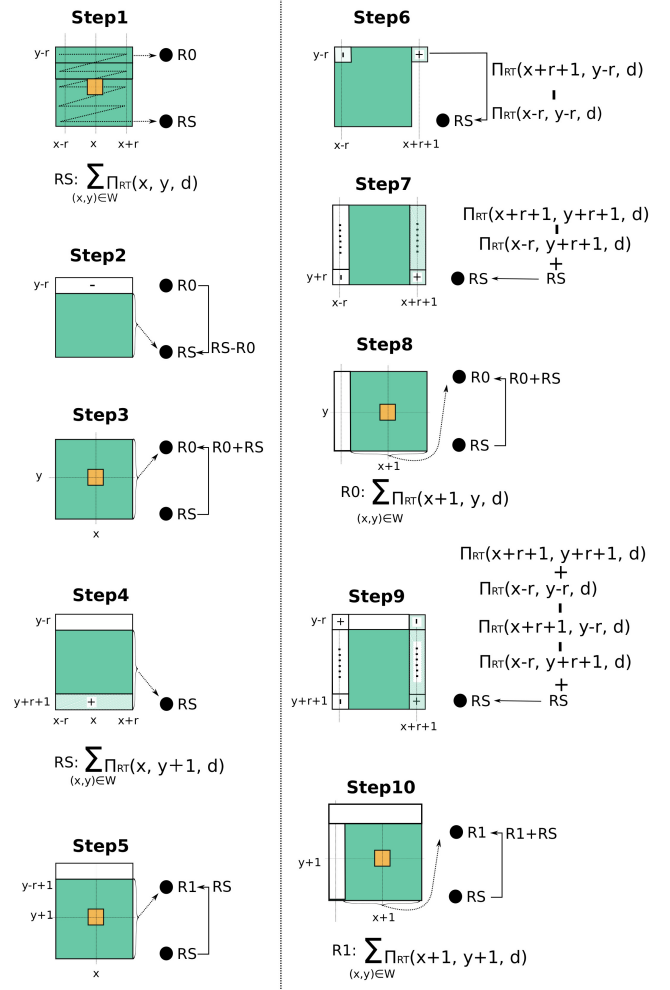 Step1
y-r
R0
RS
x-r x x+r
RS: ∑ΠRT(x, y, d)
(x,y)∈W
Step2
y-r
-
R0
RS
RS-R0
Step3
y
R0
R0+RS
RS
x
Step4
y-r
y+r+1
+
RS
x-r x x+r
RS: ∑ΠRT(x, y+1, d)
(x,y)∈W
Step5
y-r+1
R1
RS
y+1
RS
x
Step6
y-r
-
+
ΠRT(x+r+1, y-r, d)
-
ΠRT(x-r, y-r, d)
RS
x-r x+r+1
Step7
ΠRT(x+r+1, y+r+1, d)
-
ΠRT(x-r, y+r+1, d)
+
y+r
-
+
RS
RS
x-r x+r+1
Step8
R0
R0+RS
y
RS
x+1
R0: ∑ΠRT(x+1, y, d)
(x,y)∈W
ΠRT(x+r+1, y+r+1, d)
+
ΠRT(x-r, y-r, d)
-
ΠRT(x+r+1, y-r, d)
-
ΠRT(x-r, y+r+1, d)
+
Step9
y-r
+
-
y+r+1
-
+
RS
RS
x+r+1
Step10
R1
R1+RS
y+1
RS
x+1
R1: ∑ΠRT(x+1, y+1, d)
(x,y)∈W